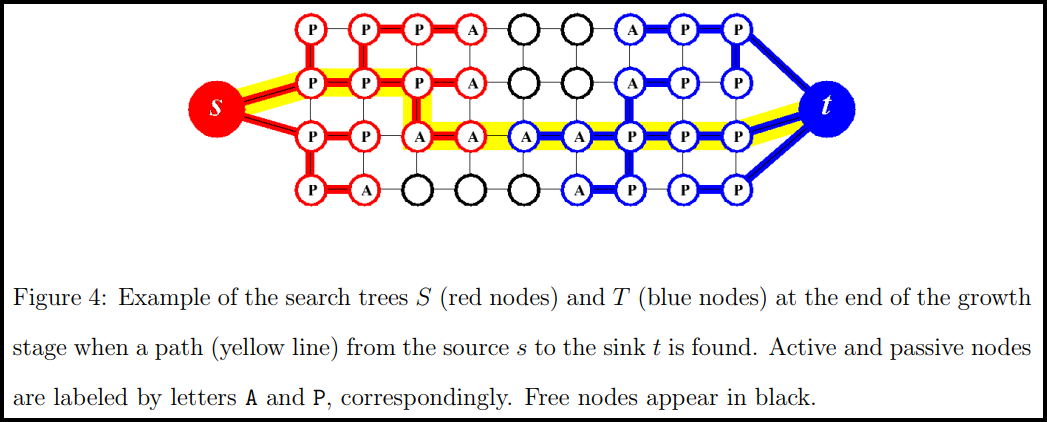 P P P A A P P
P P P A A P P
s t
P P A A A A P P P
P A A P P P
Figure 4: Example of the search trees S (red nodes) and T (blue nodes) at the end of the growth
stage when a path (yellow line) from the source s to the sink t is found. Active and passive nodes
are labeled by letters A and P, correspondingly. Free nodes appear in black.